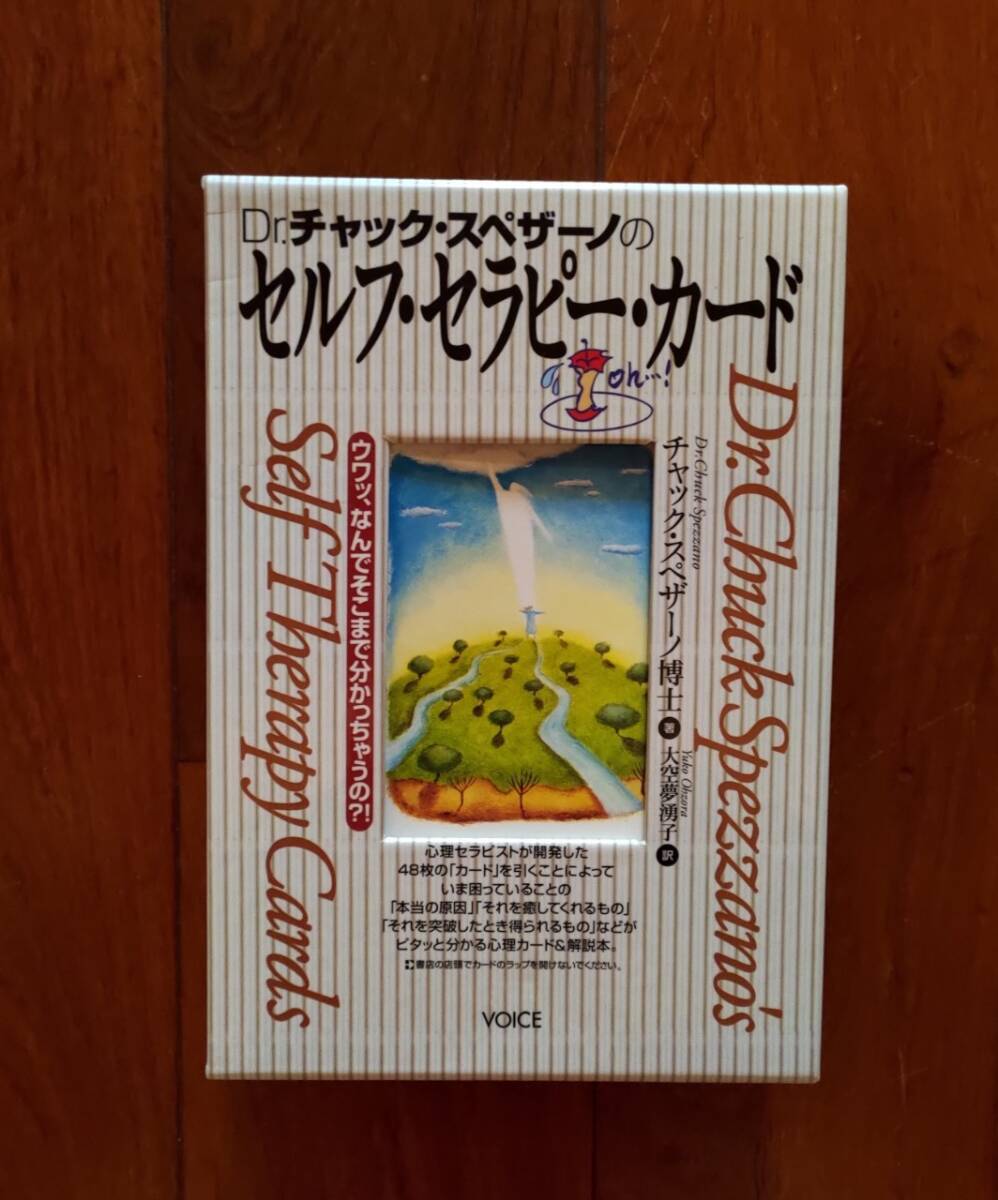 Dr.チャック・スペザーノの
セルフ・セラピー・カード
oh…!
Dr.Chuck Spezzano's
Self Therapy Cards
ウワッ、なんでそこまで分かっちゃうの?!
Dr.Chuck Spezzano
チャック・スペザーノ博士 著
Yuko Ohzora
大空夢湧子 訳
心理セラピストが開発した
48枚の「カード」を引くことによって
いま困っていることの
「本当の原因」「それを癒してくれるもの」
「それを突破したとき得られるもの」などが
ピタッと分かる心理カード&解説本。
書店の店頭でカードのラップを開けないでください。
VOICE